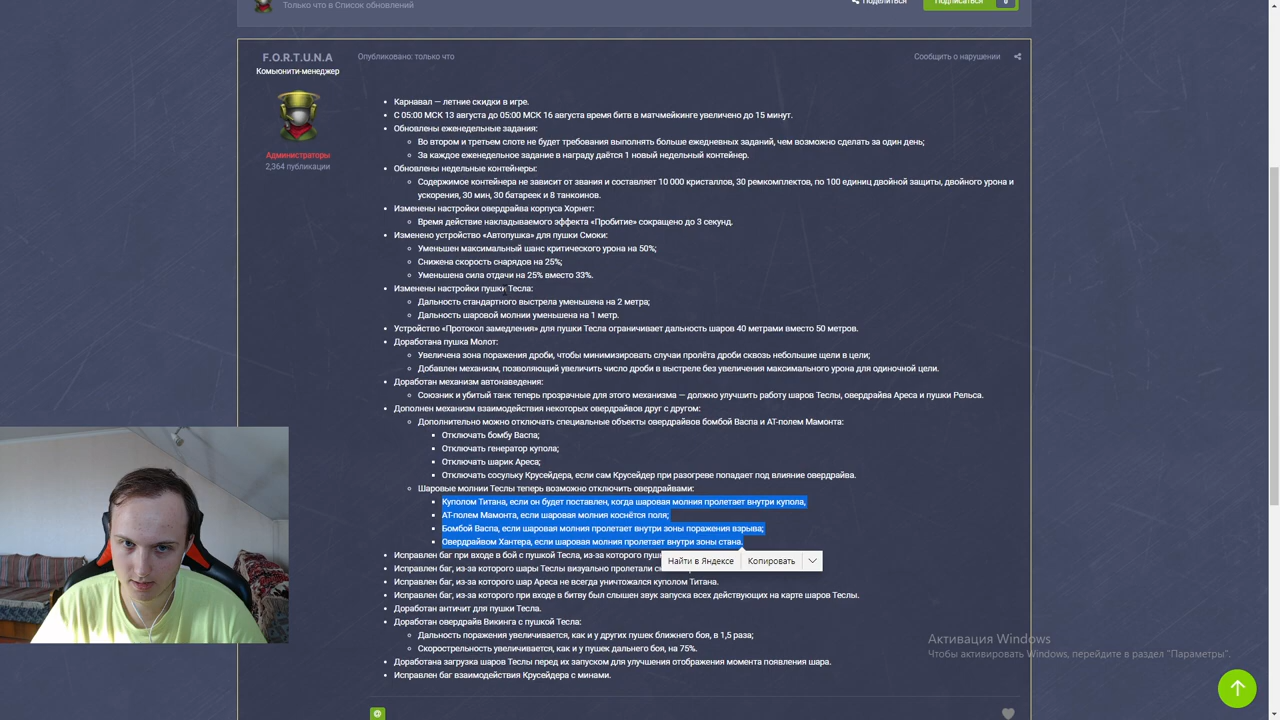 Только что в Список обновлений
Поделиться
Подписаться
0
F.O.R.T.U.N.A
Комьюнити-менеджер
Администраторы
2,364 публикации
Опубликовано: только что
Сообщить о нарушении
Карнавал — летние скидки в игре.
С 05:00 МСК 13 августа до 05:00 МСК 16 августа время битв в матчмейкинге увеличено до 15 минут.
Обновлены еженедельные задания:
Во втором и третьем слоте не будет требования выполнять больше ежедневных заданий, чем возможно сделать за один день;
За каждое еженедельное задание в награду даётся 1 новый недельный контейнер.
Обновлены недельные контейнеры:
Содержимое контейнера не зависит от звания и составляет 10 000 кристаллов, 30 ремкомплектов, по 100 единиц двойной защиты, двойного урона и
ускорения, 30 мин, 30 батареек и 8 танкоинов.
Изменены настройки овердрайва корпуса Хорнет:
Время действие накладываемого эффекта «Пробитие» сокращено до 3 секунд.
Изменено устройство «Автопушка» для пушки Смоки:
Уменьшен максимальный шанс критического урона на 50%;
Снижена скорость снарядов на 25%;
Уменьшена сила отдачи на 25% вместо 33%.
Изменены настройки пушки Тесла:
Дальность стандартного выстрела уменьшена на 2 метра;
Дальность шаровой молнии уменьшена на 1 метр.
Устройство «Протокол замедления» для пушки Тесла ограничивает дальность шаров 40 метрами вместо 50 метров.
Доработана пушка Молот:
Увеличена зона поражения дроби, чтобы минимизировать случаи пролёта дроби сквозь небольшие щели в цели;
Добавлен механизм, позволяющий увеличить число дроби в выстреле без увеличения максимального урона для одиночной цели.
Доработан механизм автонаведения:
Союзник и убитый танк теперь прозрачные для этого механизма — должно улучшить работу шаров Теслы, овердрайва Ареса и пушки Рельса.
Дополнен механизм взаимодействия некоторых овердрайвов друг с другом:
Дополнительно можно отключать специальные объекты овердрайвов бомбой Васпа и АТ-полем Мамонта:
Отключать бомбу Васпа;
Отключать генератор купола;
Отключать шарик Ареса;
Отключать сосульку Крусейдера, если сам Крусейдер при разогреве попадает под влияние овердрайва.
Шаровые молнии Теслы теперь возможно отключить овердрайвами:
Куполом Титана, если он будет поставлен, когда шаровая молния пролетает внутри купола,
АТ-полем Мамонта, если шаровая молния коснётся поля;
Бомбой Васпа, если шаровая молния пролетает внутри зоны поражения взрыва;
Овердрайвом Хантера, если шаровая молния пролетает внутри зоны стана.
Исправлен баг при входе в бой с пушкой Тесла, из-за которого
Найти в Яндексе
Копировать
Исправлен баг, из-за которого шары Теслы визуально пролетали
Исправлен баг, из-за которого шар Ареса не всегда уничтожался куполом Титана.
Исправлен баг, из-за которого при входе в битву был слышен звук запуска всех действующих на карте шаров Теслы.
Доработан античит для пушки Тесла.
Доработан овердрайв Викинга с пушкой Тесла:
Дальность поражения увеличивается, как и у других пушек ближнего боя, в 1,5 раза;
Скорострельность увеличивается, как и у пушек дальнего боя, на 75%.
Доработана загрузка шаров Теслы перед их запуском для улучшения отображения момента появления шара.
Исправлен баг взаимодействия Крусейдера с минами.
Активация Windows
Чтобы активировать Windows, перейдите в раздел "Параметры".